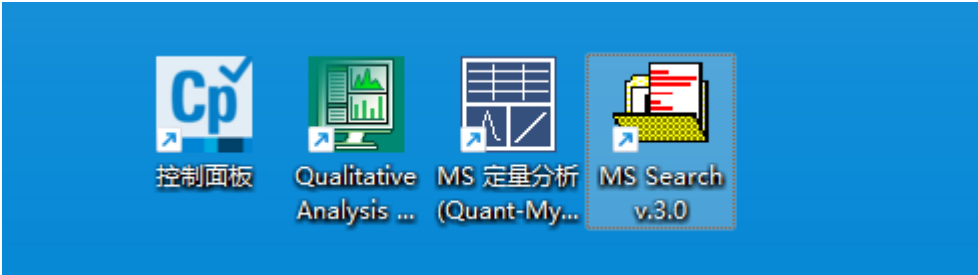 Cp
控制面板
Qualitative
Analysis ...
MS 定量分析
(Quant-My...
MS Search
v.3.0